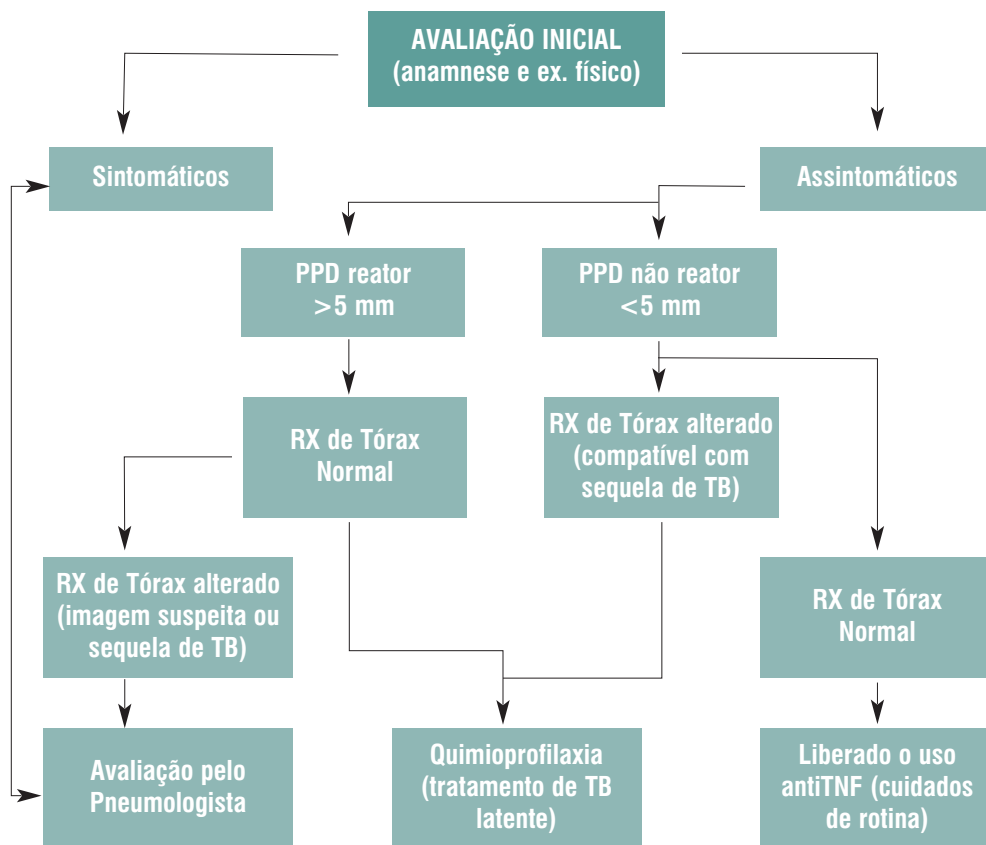 AVALIAÇÃO INICIAL
(anamnese e ex. físico)
Sintomáticos
Assintomáticos
PPD reator
>5 mm
PPD não reator
<5 mm
RX de Tórax
Normal
RX de Tórax alterado
(compatível com
sequela de TB)
RX de Tórax alterado
(imagem suspeita ou
sequela de TB)
RX de Tórax
Normal
Avaliação pelo
Pneumologista
Quimioprofilaxia
(tratamento de TB
latente)
Liberado o uso
antiTNF (cuidados
de rotina)